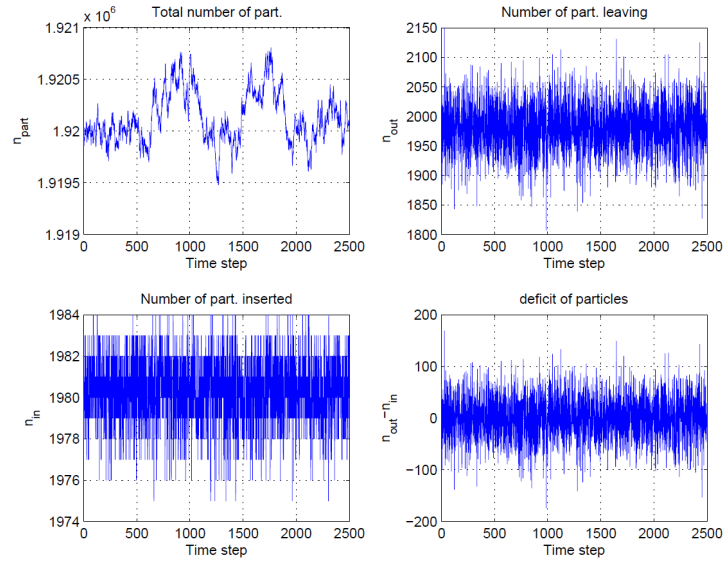 Total number of part.
x 10^6
1.921
1.9205
1.92
1.9195
1.919
n_part
0 500 1000 1500 2000 2500
Time step
Number of part. leaving
2150
2100
2050
2000
1950
1900
1850
1800
n_out
0 500 1000 1500 2000 2500
Time step
Number of part. inserted
1984
1982
1980
1978
1976
1974
n_in
0 500 1000 1500 2000 2500
Time step
deficit of particles
200
100
0
−100
−200
n_out−n_in
0 500 1000 1500 2000 2500
Time step